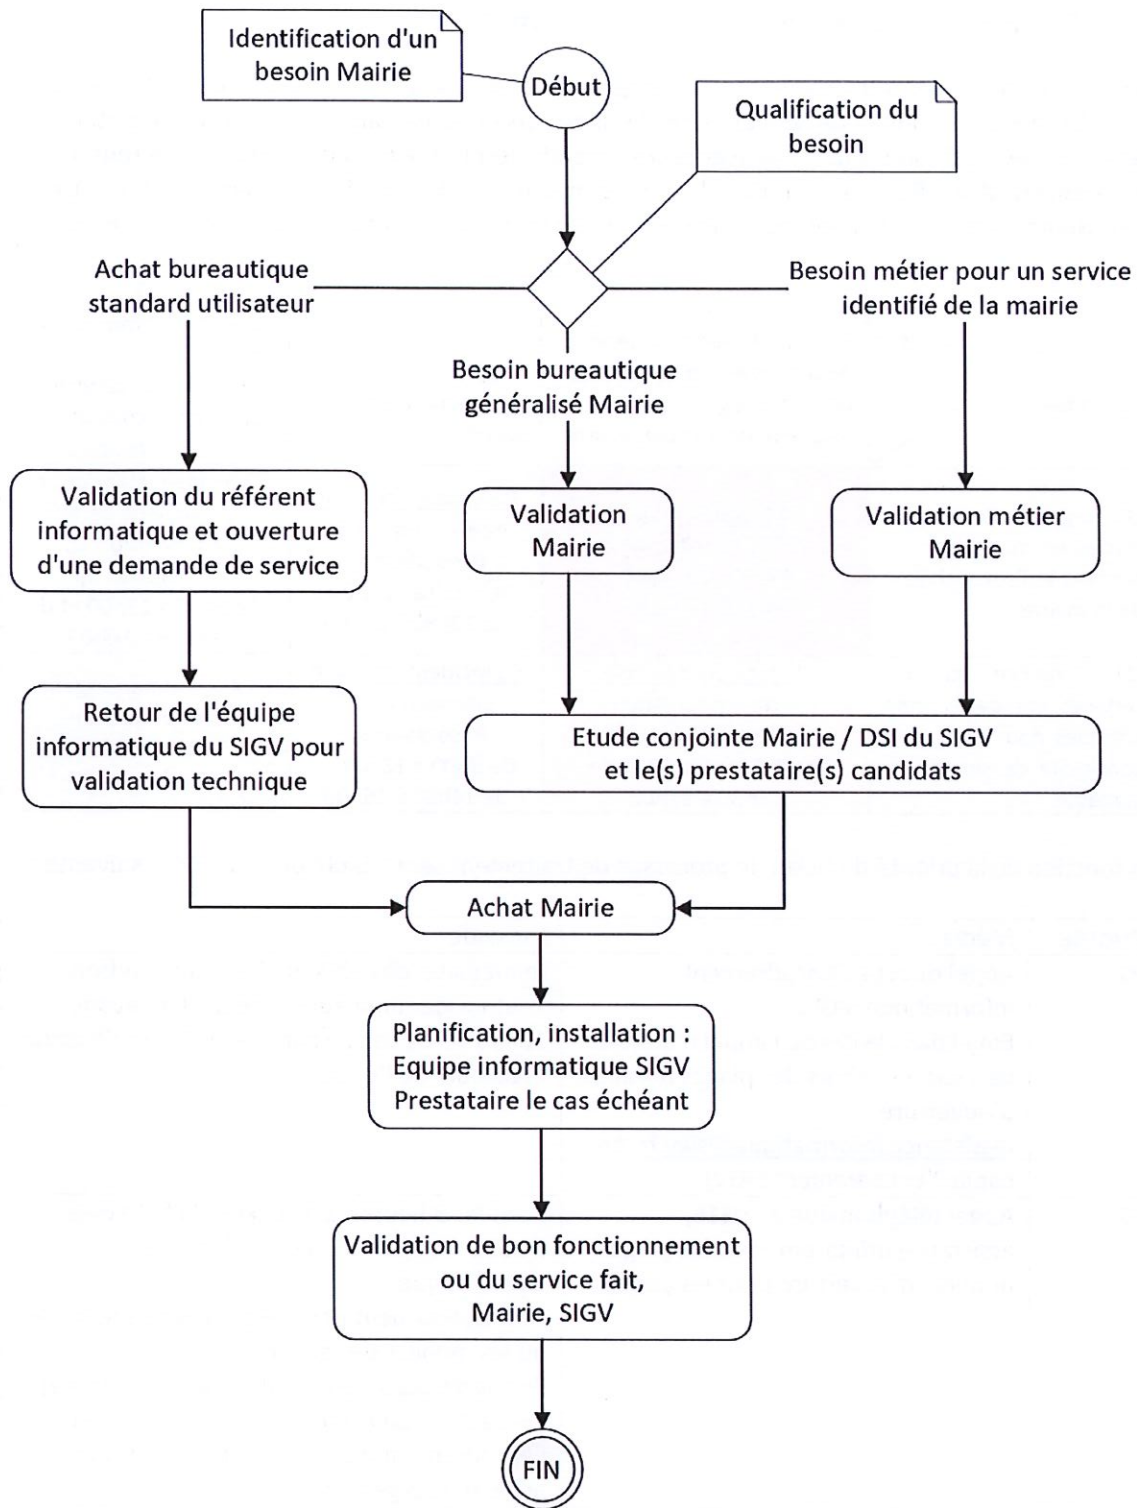 Identification d'un
besoin Mairie
Début
Qualification du
besoin
Achat bureautique
standard utilisateur
Besoin métier pour un service
identifié de la mairie
Besoin bureautique
généralisé Mairie
Validation du référent
informatique et ouverture
d'une demande de service
Validation
Mairie
Validation métier
Mairie
Retour de l'équipe
informatique du SIGV pour
validation technique
Etude conjointe Mairie / DSI du SIGV
et le(s) prestataire(s) candidats
Achat Mairie
Planification, installation :
Equipe informatique SIGV
Prestataire le cas échéant
Validation de bon fonctionnement
ou du service fait,
Mairie, SIGV
FIN